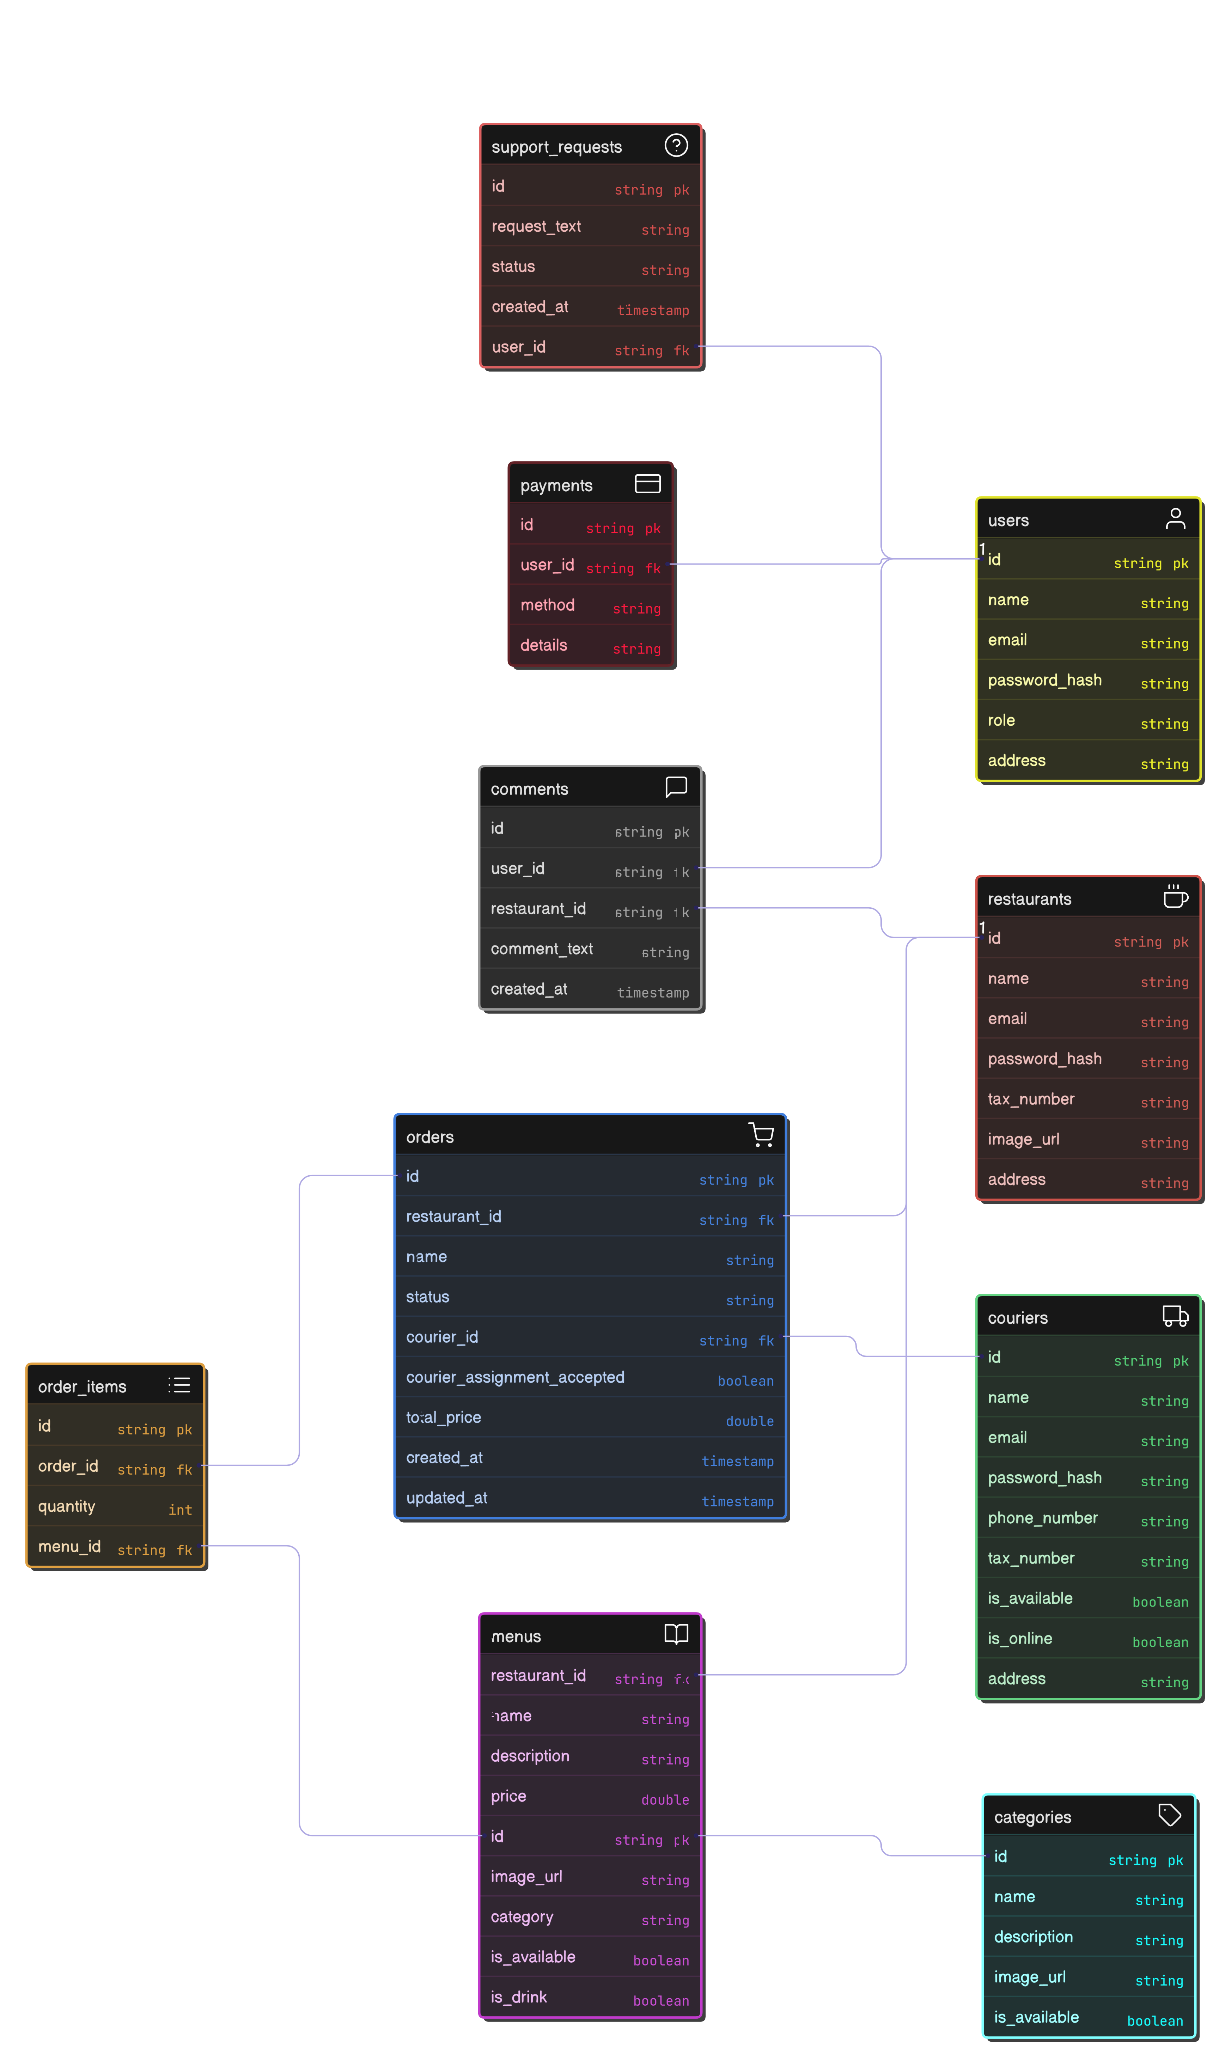 support_requests
id string pk
request_text string
status string
created_at timestamp
user_id string fk
payments
id string pk
user_id string fk
method string
details string
users
1
id string pk
name string
email string
password_hash string
role string
address string
comments
id string pk
user_id string fk
restaurant_id string fk
comment_text string
created_at timestamp
restaurants
1
id string pk
name string
email string
password_hash string
tax_number string
image_url string
address string
orders
id string pk
restaurant_id string fk
name string
status string
courier_id string fk
courier_assignment_accepted boolean
total_price double
created_at timestamp
updated_at timestamp
couriers
id string pk
name string
email string
password_hash string
phone_number string
tax_number string
is_available boolean
is_online boolean
address string
order_items
id string pk
order_id string fk
quantity int
menu_id string fk
menus
restaurant_id string fk
name string
description string
price double
id string pk
image_url string
category string
is_available boolean
is_drink boolean
categories
id string pk
name string
description string
image_url string
is_available boolean